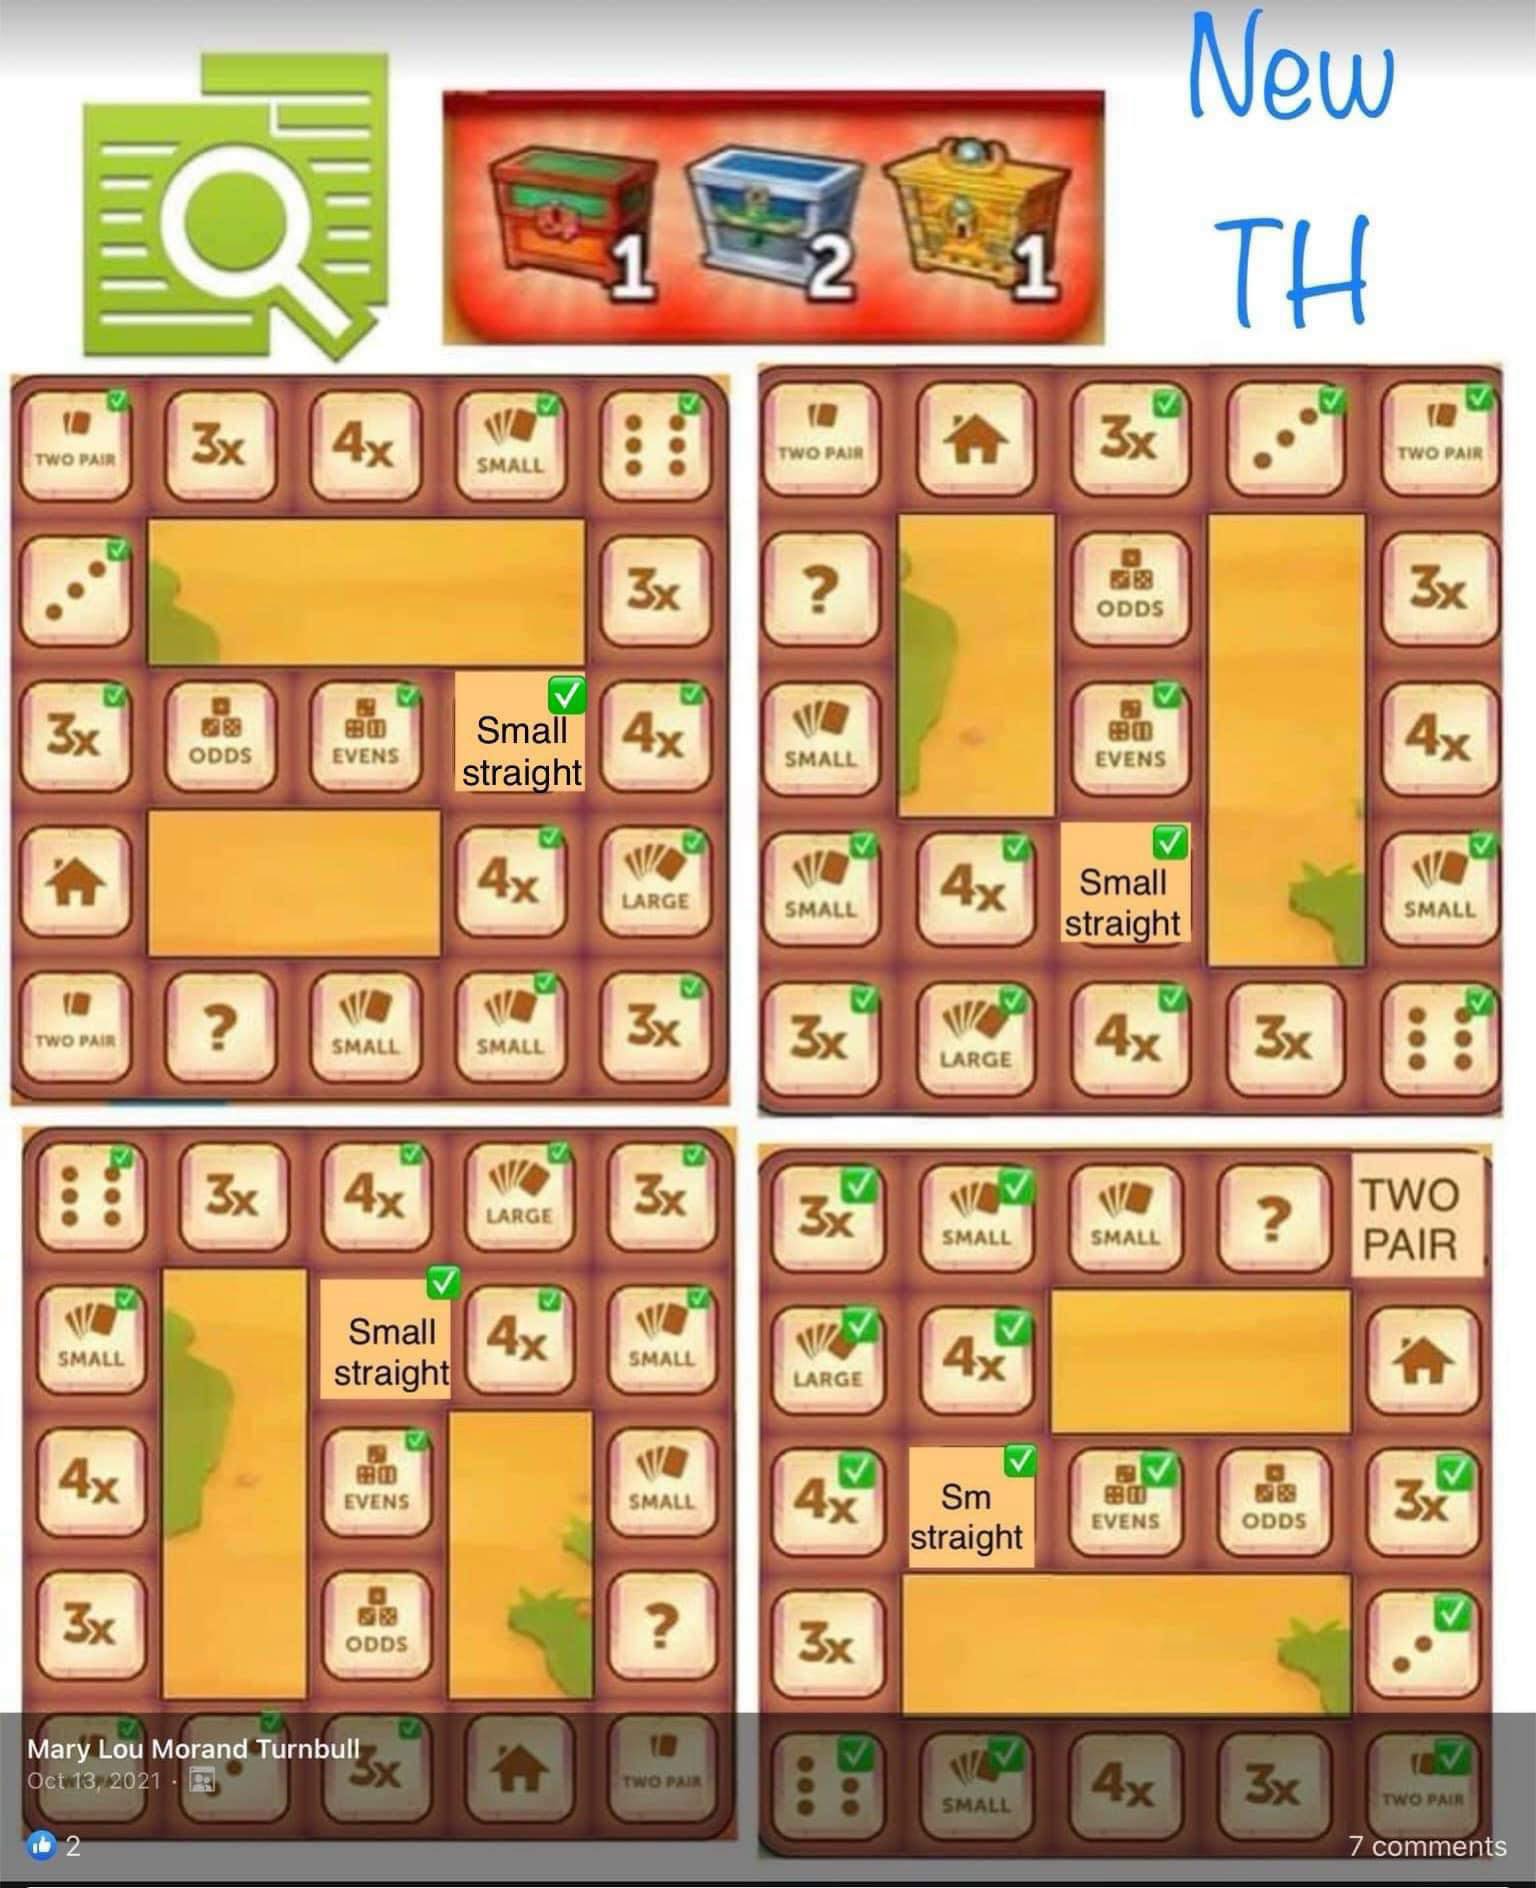 New
TH
1 2 1
TWO PAIR 3x 4x SMALL
3x
3x ODDS EVENS Small straight 4x
4x LARGE
TWO PAIR ? SMALL SMALL 3x
TWO PAIR 3x TWO PAIR
? ODDS 3x
SMALL EVENS 4x
SMALL 4x Small straight SMALL
3x LARGE 4x 3x
3x 4x LARGE 3x
SMALL Small straight 4x SMALL
4x EVENS SMALL
3x ODDS ?
3x TWO PAIR
3x SMALL SMALL ? TWO PAIR
LARGE 4x
4x Sm straight EVENS ODDS 3x
3x
SMALL 4x 3x TWO PAIR
Mary Lou Morand Turnbull
Oct 13, 2021 ·
2
7 comments